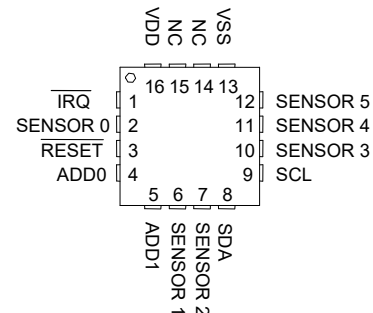 VDD NC NC VSS
16 15 14 13
IRQ 1 12 SENSOR 5
SENSOR 0 2 11 SENSOR 4
RESET 3 10 SENSOR 3
ADD0 4 9 SCL
5 6 7 8
ADD1 SENSOR 1 SENSOR 2 SDA